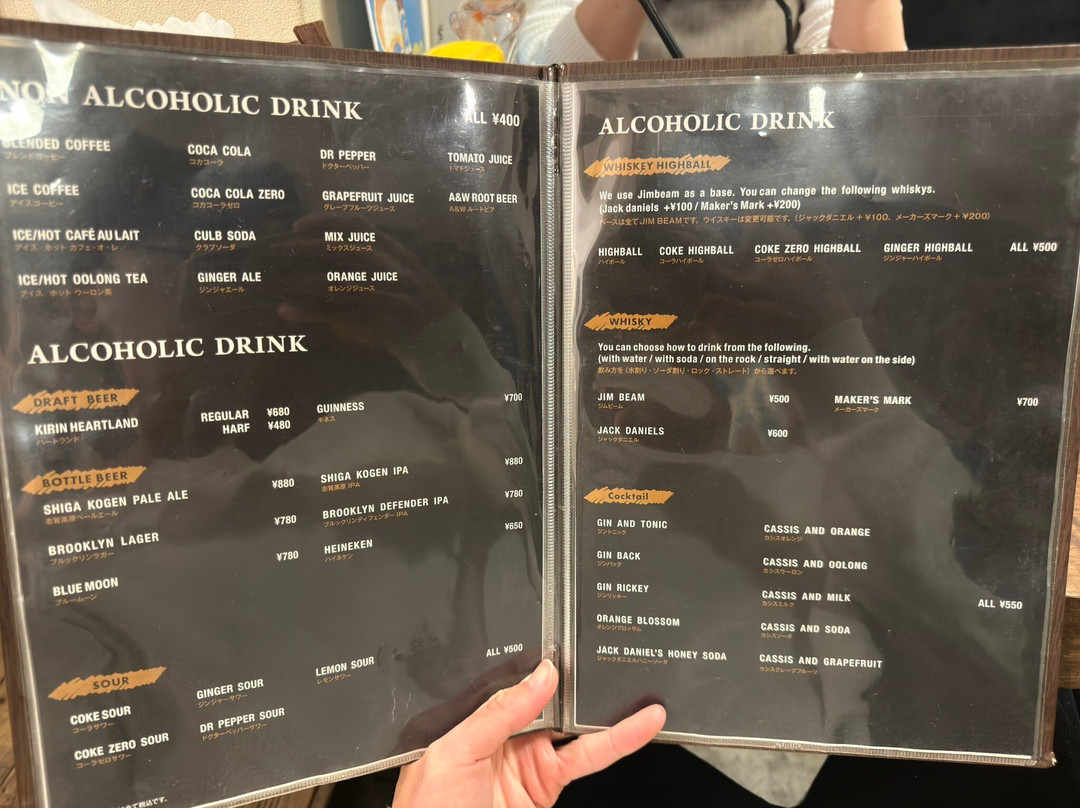 NON ALCOHOLIC DRINK
ALL ¥400
BLENDED COFFEE
ブレンドコーヒー
COCA COLA
コカコーラ
DR PEPPER
ドクターペッパー
TOMATO JUICE
トマトジュース
ICE COFFEE
アイスコーヒー
COCA COLA ZERO
コカコーラゼロ
GRAPEFRUIT JUICE
グレープフルーツジュース
A&W ROOT BEER
A&W ルートビア
ICE/HOT CAFÉ AU LAIT
アイス・ホット カフェ・オ・レ
CULB SODA
クラブソーダ
MIX JUICE
ミックスジュース
ICE/HOT OOLONG TEA
アイス・ホット ウーロン茶
GINGER ALE
ジンジャエール
ORANGE JUICE
オレンジジュース
ALCOHOLIC DRINK
DRAFT BEER
KIRIN HEARTLAND
ハートランド
REGULAR ¥680
HARF ¥480
GUINNESS
ギネス
¥700
BOTTLE BEER
SHIGA KOGEN PALE ALE
志賀高原ペールエール
¥880
SHIGA KOGEN IPA
志賀高原 IPA
¥880
BROOKLYN LAGER
ブルックリンラガー
¥780
BROOKLYN DEFENDER IPA
ブルックリンディフェンダー IPA
¥780
BLUE MOON
ブルームーン
¥780
HEINEKEN
ハイネケン
¥650
SOUR
ALL ¥500
COKE SOUR
コーラサワー
GINGER SOUR
ジンジャーサワー
LEMON SOUR
レモンサワー
COKE ZERO SOUR
コーラゼロサワー
DR PEPPER SOUR
ドクターペッパーサワー
全て税込です。
ALCOHOLIC DRINK
WHISKEY HIGHBALL
We use Jimbeam as a base. You can change the following whiskys.
(Jack daniels +¥100 / Maker's Mark +¥200)
ベースは全てJIM BEAMです。ウイスキーは変更可能です。(ジャックダニエル + ¥100、メーカーズマーク + ¥200)
HIGHBALL
ハイボール
COKE HIGHBALL
コーラハイボール
COKE ZERO HIGHBALL
コーラゼロハイボール
GINGER HIGHBALL
ジンジャーハイボール
ALL ¥500
WHISKY
You can choose how to drink from the following.
(with water / with soda / on the rock / straight / with water on the side)
飲み方を(水割り・ソーダ割り・ロック・ストレート)から選べます。
JIM BEAM
ジムビーム
¥500
MAKER'S MARK
メーカーズマーク
¥700
JACK DANIELS
ジャックダニエル
¥600
Cocktail
GIN AND TONIC
ジントニック
CASSIS AND ORANGE
カシスオレンジ
GIN BACK
ジンバック
CASSIS AND OOLONG
カシスウーロン
GIN RICKEY
ジンリッキー
CASSIS AND MILK
カシスミルク
ALL ¥550
ORANGE BLOSSOM
オレンジブロッサム
CASSIS AND SODA
カシスソーダ
JACK DANIEL'S HONEY SODA
ジャックダニエルハニーソーダ
CASSIS AND GRAPEFRUIT
カシスグレープフルーツ